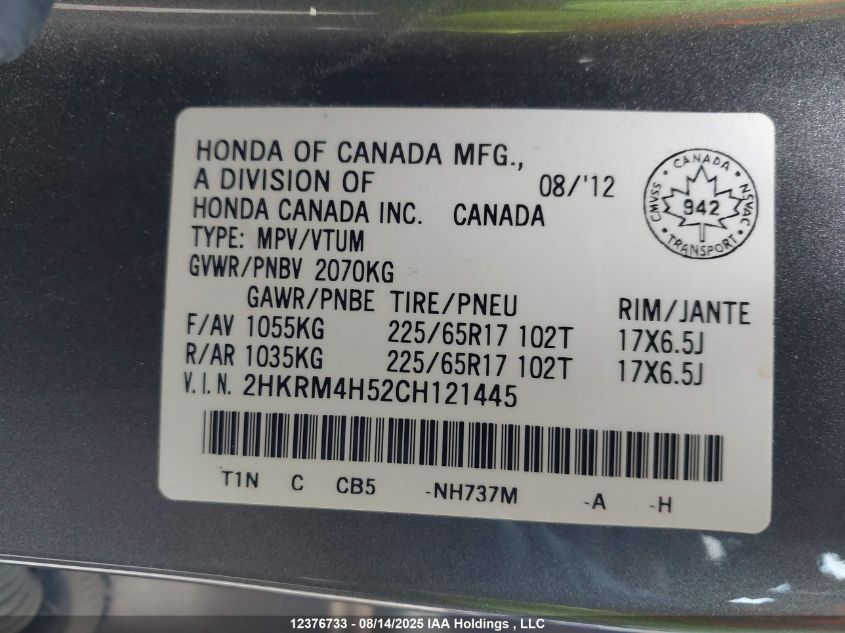 HONDA OF CANADA MFG.,
A DIVISION OF 08/'12
HONDA CANADA INC. CANADA
TYPE: MPV/VTUM
GVWR/PNBV 2070KG
GAWR/PNBE TIRE/PNEU RIM/JANTE
F/AV 1055KG 225/65R17 102T 17X6.5J
R/AR 1035KG 225/65R17 102T 17X6.5J
V.I.N. 2HKRM4H52CH121445
T1N C CB5 -NH737M -A -H
CANADA
CMVSS 942 NSVAC
TRANSPORT
12376733 - 08/14/2025 IAA Holdings , LLC